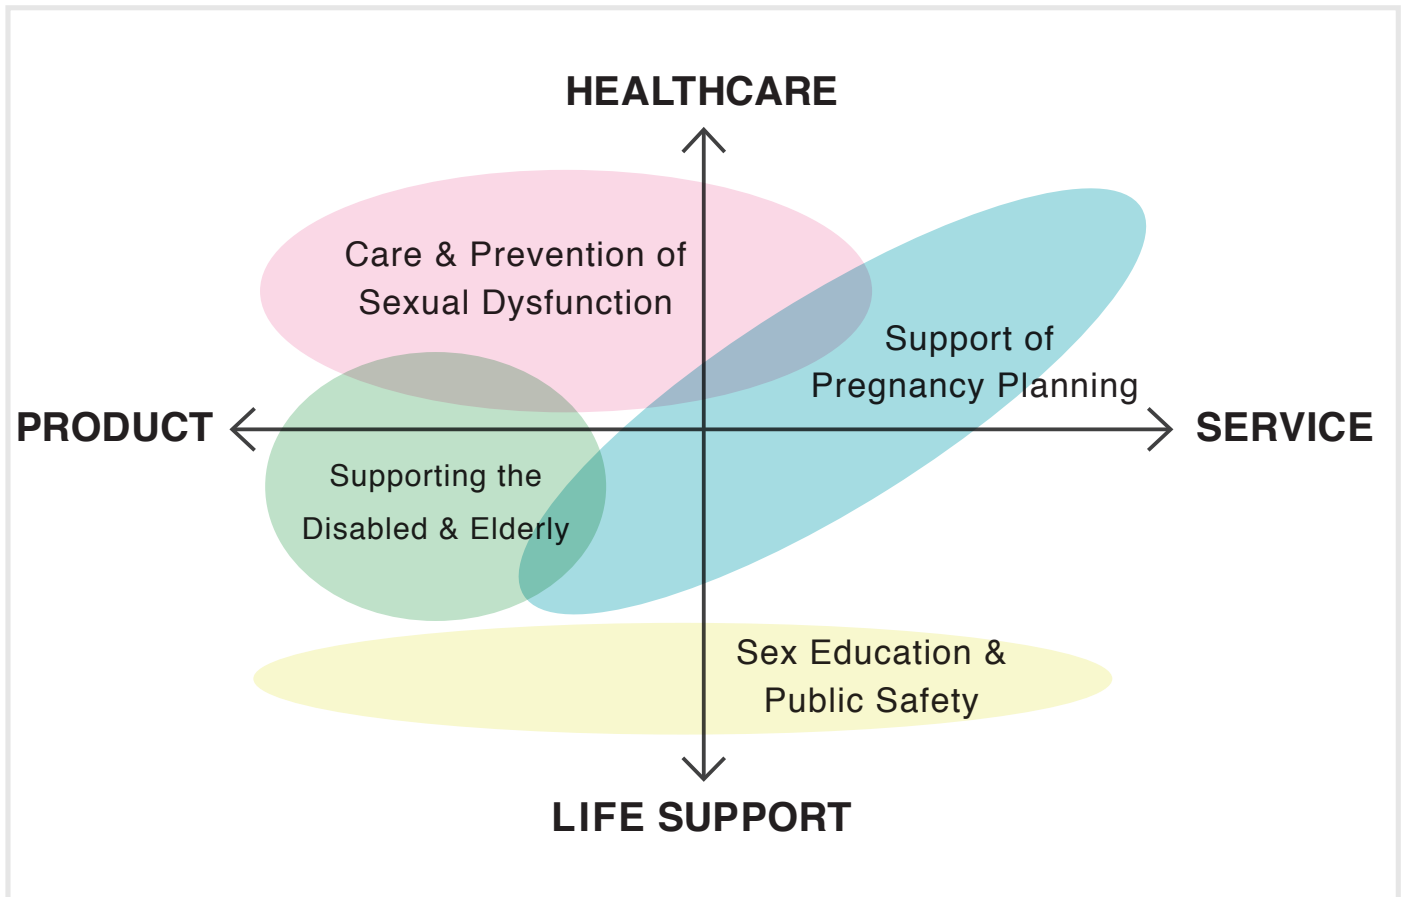 HEALTHCARE
Care & Prevention of
Sexual Dysfunction
Support of
Pregnancy Planning
PRODUCT
SERVICE
Supporting the
Disabled & Elderly
Sex Education &
Public Safety
LIFE SUPPORT